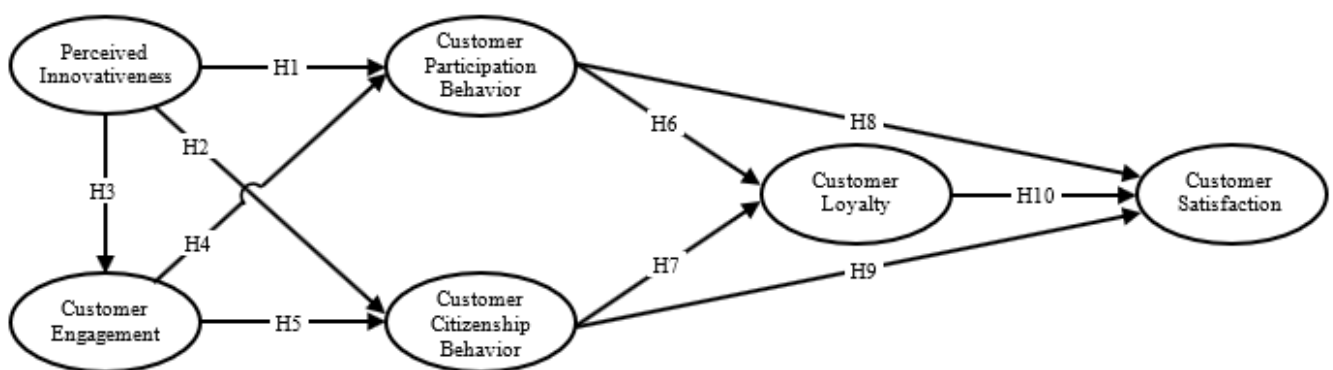 Perceived
Innovativeness
H1
Customer
Participation
Behavior
H2
H3
H4
H6
H8
Customer
Loyalty
H10
Customer
Satisfaction
H7
H9
Customer
Engagement
H5
Customer
Citizenship
Behavior